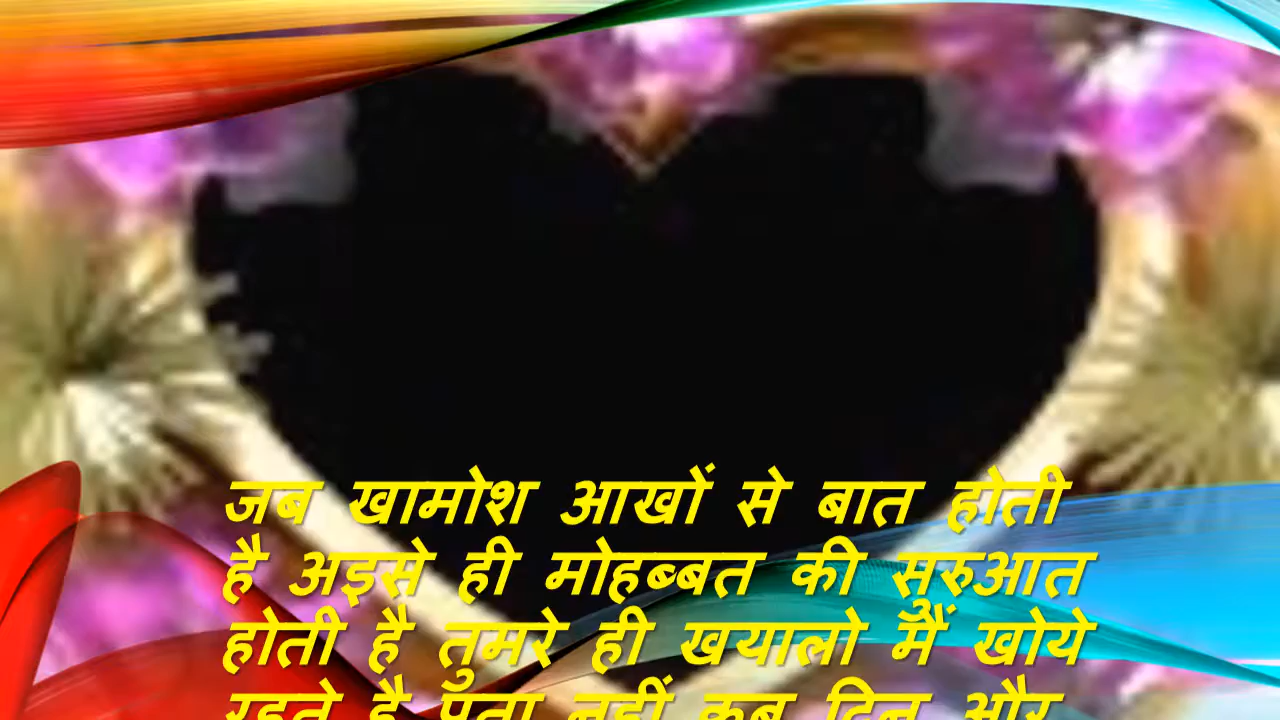 जब खामोश आखों से बात होती
है अइसे ही मोहब्बत की सुरुआत
होती है तुमरे ही खयालो मैं खोये
रहते है पता नहीं कब दिन और